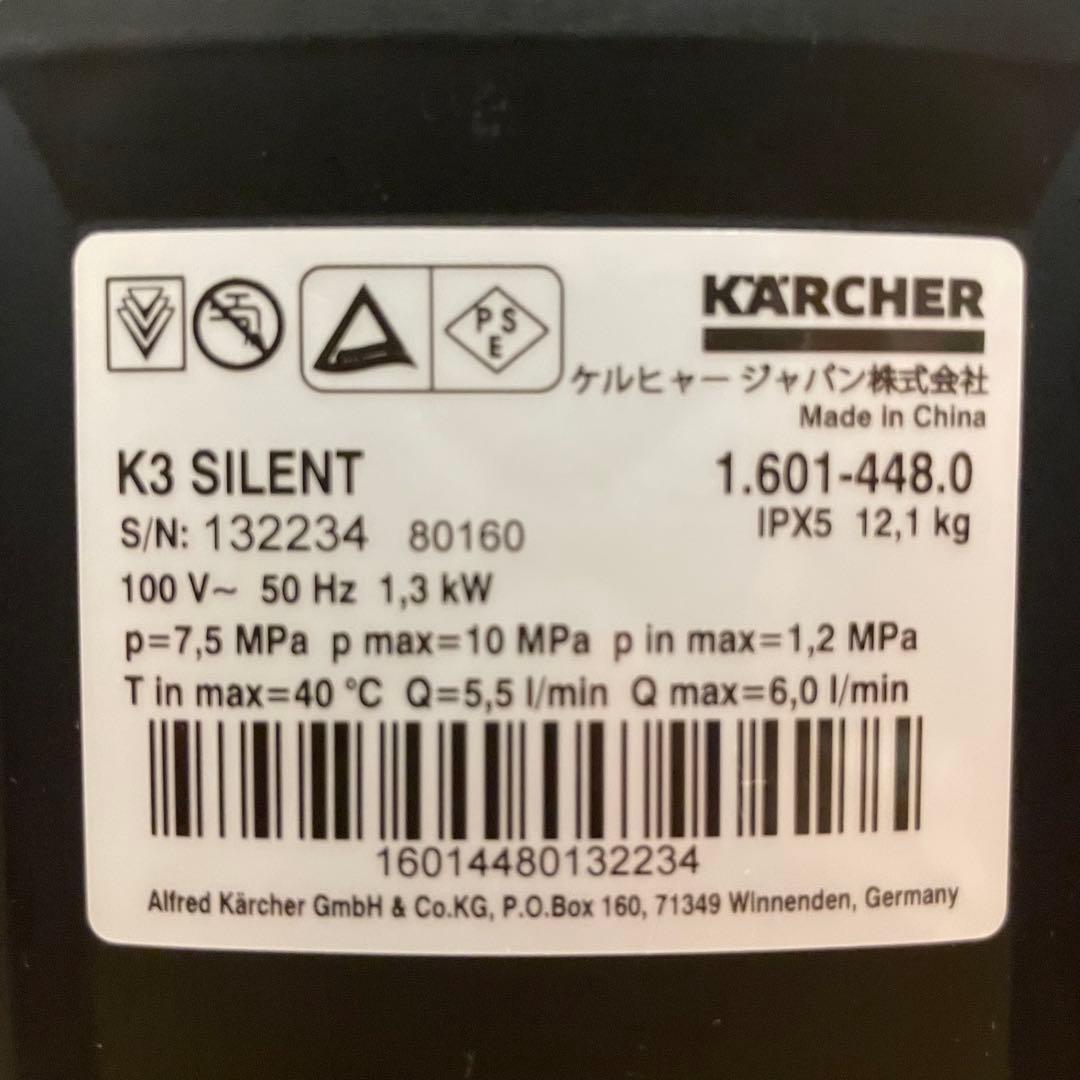 PSE
KÄRCHER
ケルヒャー ジャパン株式会社
Made In China
K3 SILENT 1.601-448.0
S/N: 132234 80160 IPX5 12,1 kg
100 V~ 50 Hz 1,3 kW
p=7,5 MPa p max=10 MPa p in max=1,2 MPa
T in max=40 °C Q=5,5 l/min Q max=6,0 l/min
16014480132234
Alfred Kärcher GmbH & Co.KG, P.O.Box 160, 71349 Winnenden, Germany